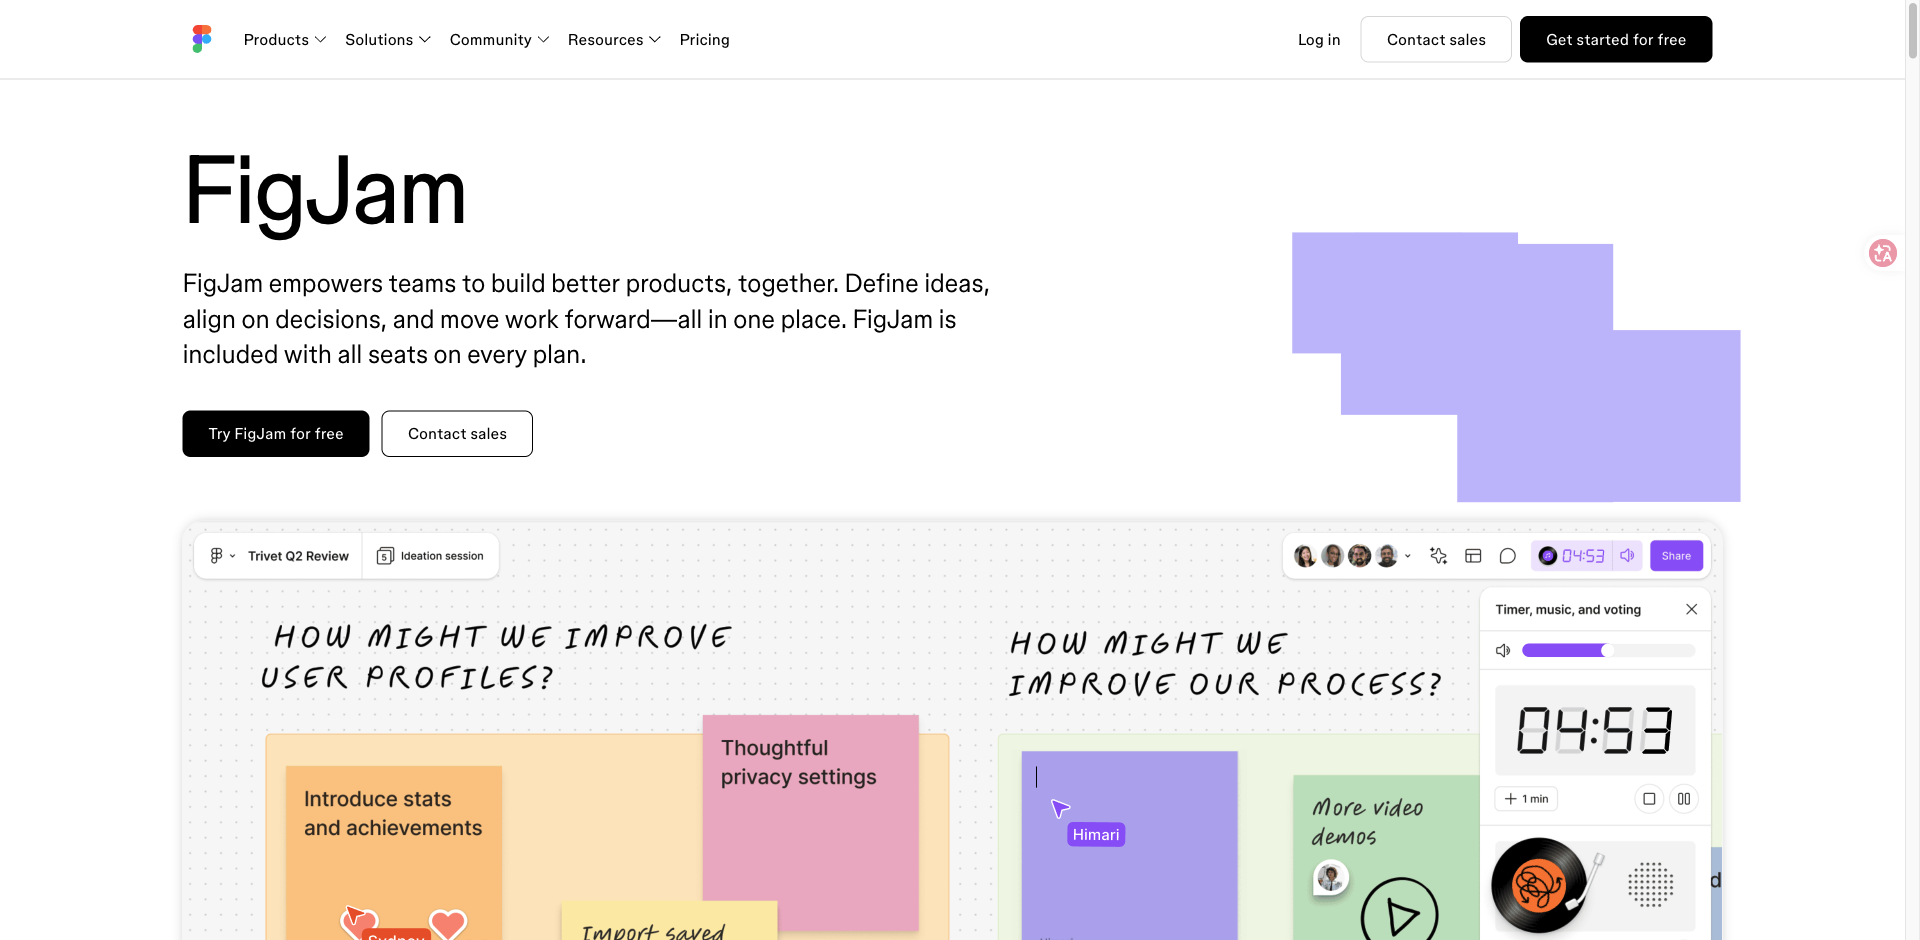 Products
Solutions
Community
Resources
Pricing
Log in
Contact sales
Get started for free
FigJam
FigJam empowers teams to build better products, together. Define ideas,
align on decisions, and move work forward—all in one place. FigJam is
included with all seats on every plan.
Try FigJam for free
Contact sales
Trivet Q2 Review
5
Ideation session
04:53
Share
HOW MIGHT WE IMPROVE
USER PROFILES?
HOW MIGHT WE
IMPROVE OUR PROCESS?
Timer, music, and voting
04:53
1 min
Thoughtful
privacy settings
Introduce stats
and achievements
Himari
More video
demos
Sydney
Import saved
d